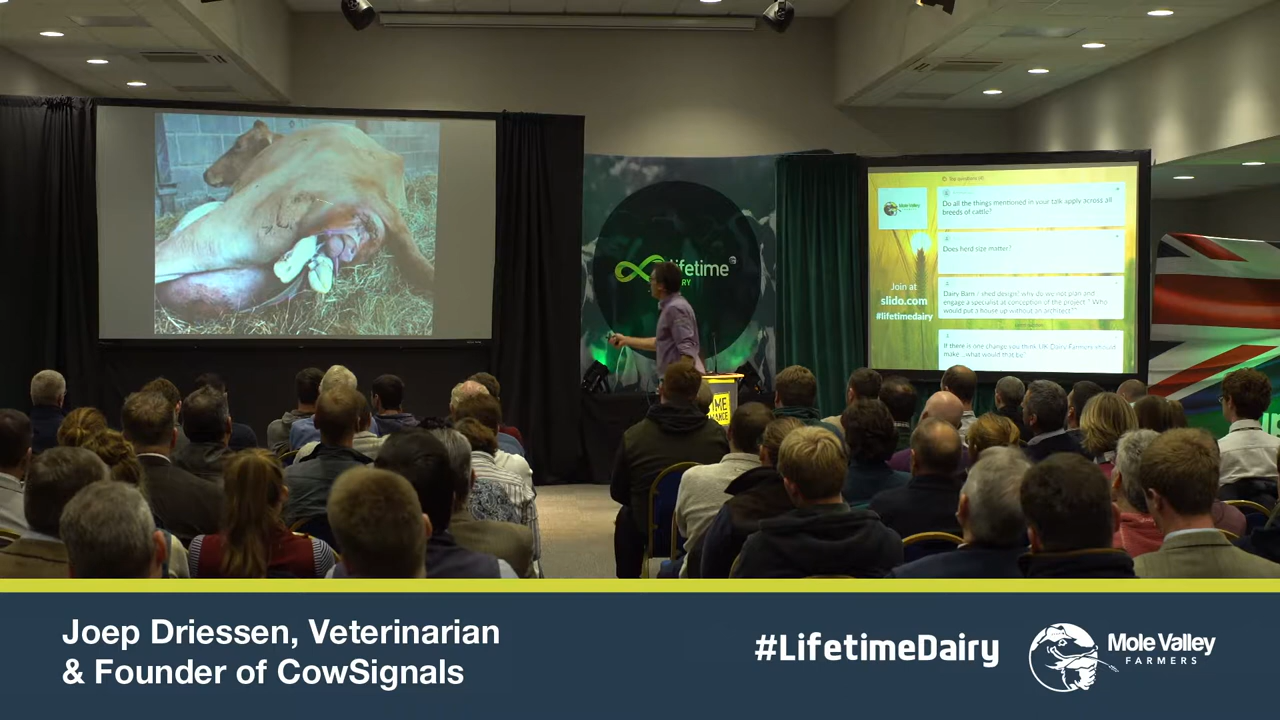 Top questions
Do all the things mentioned in your talk apply across all
breeds of cattle?
Does herd size matter?
Dairy Barn / shed design! why do we not plan and
engage a specialist at conception of the project ? Who
would put a house up without an architect??
If there is one change you think UK Dairy Farmers should
make ...what would that be?
Mole Valley
Join at
slido.com
#lifetimedairy
lifetime
DAIRY
Joep Driessen, Veterinarian
& Founder of CowSignals
#LifetimeDairy
Mole Valley
FARMERS